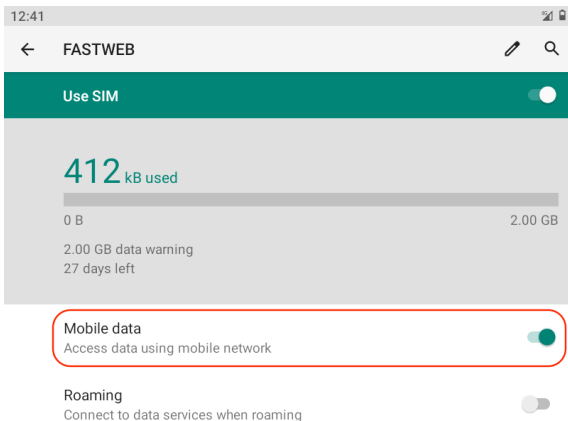 12:41
FASTWEB
Use SIM
412 kB used
0 B 2.00 GB
2.00 GB data warning
27 days left
Mobile data
Access data using mobile network
Roaming
Connect to data services when roaming